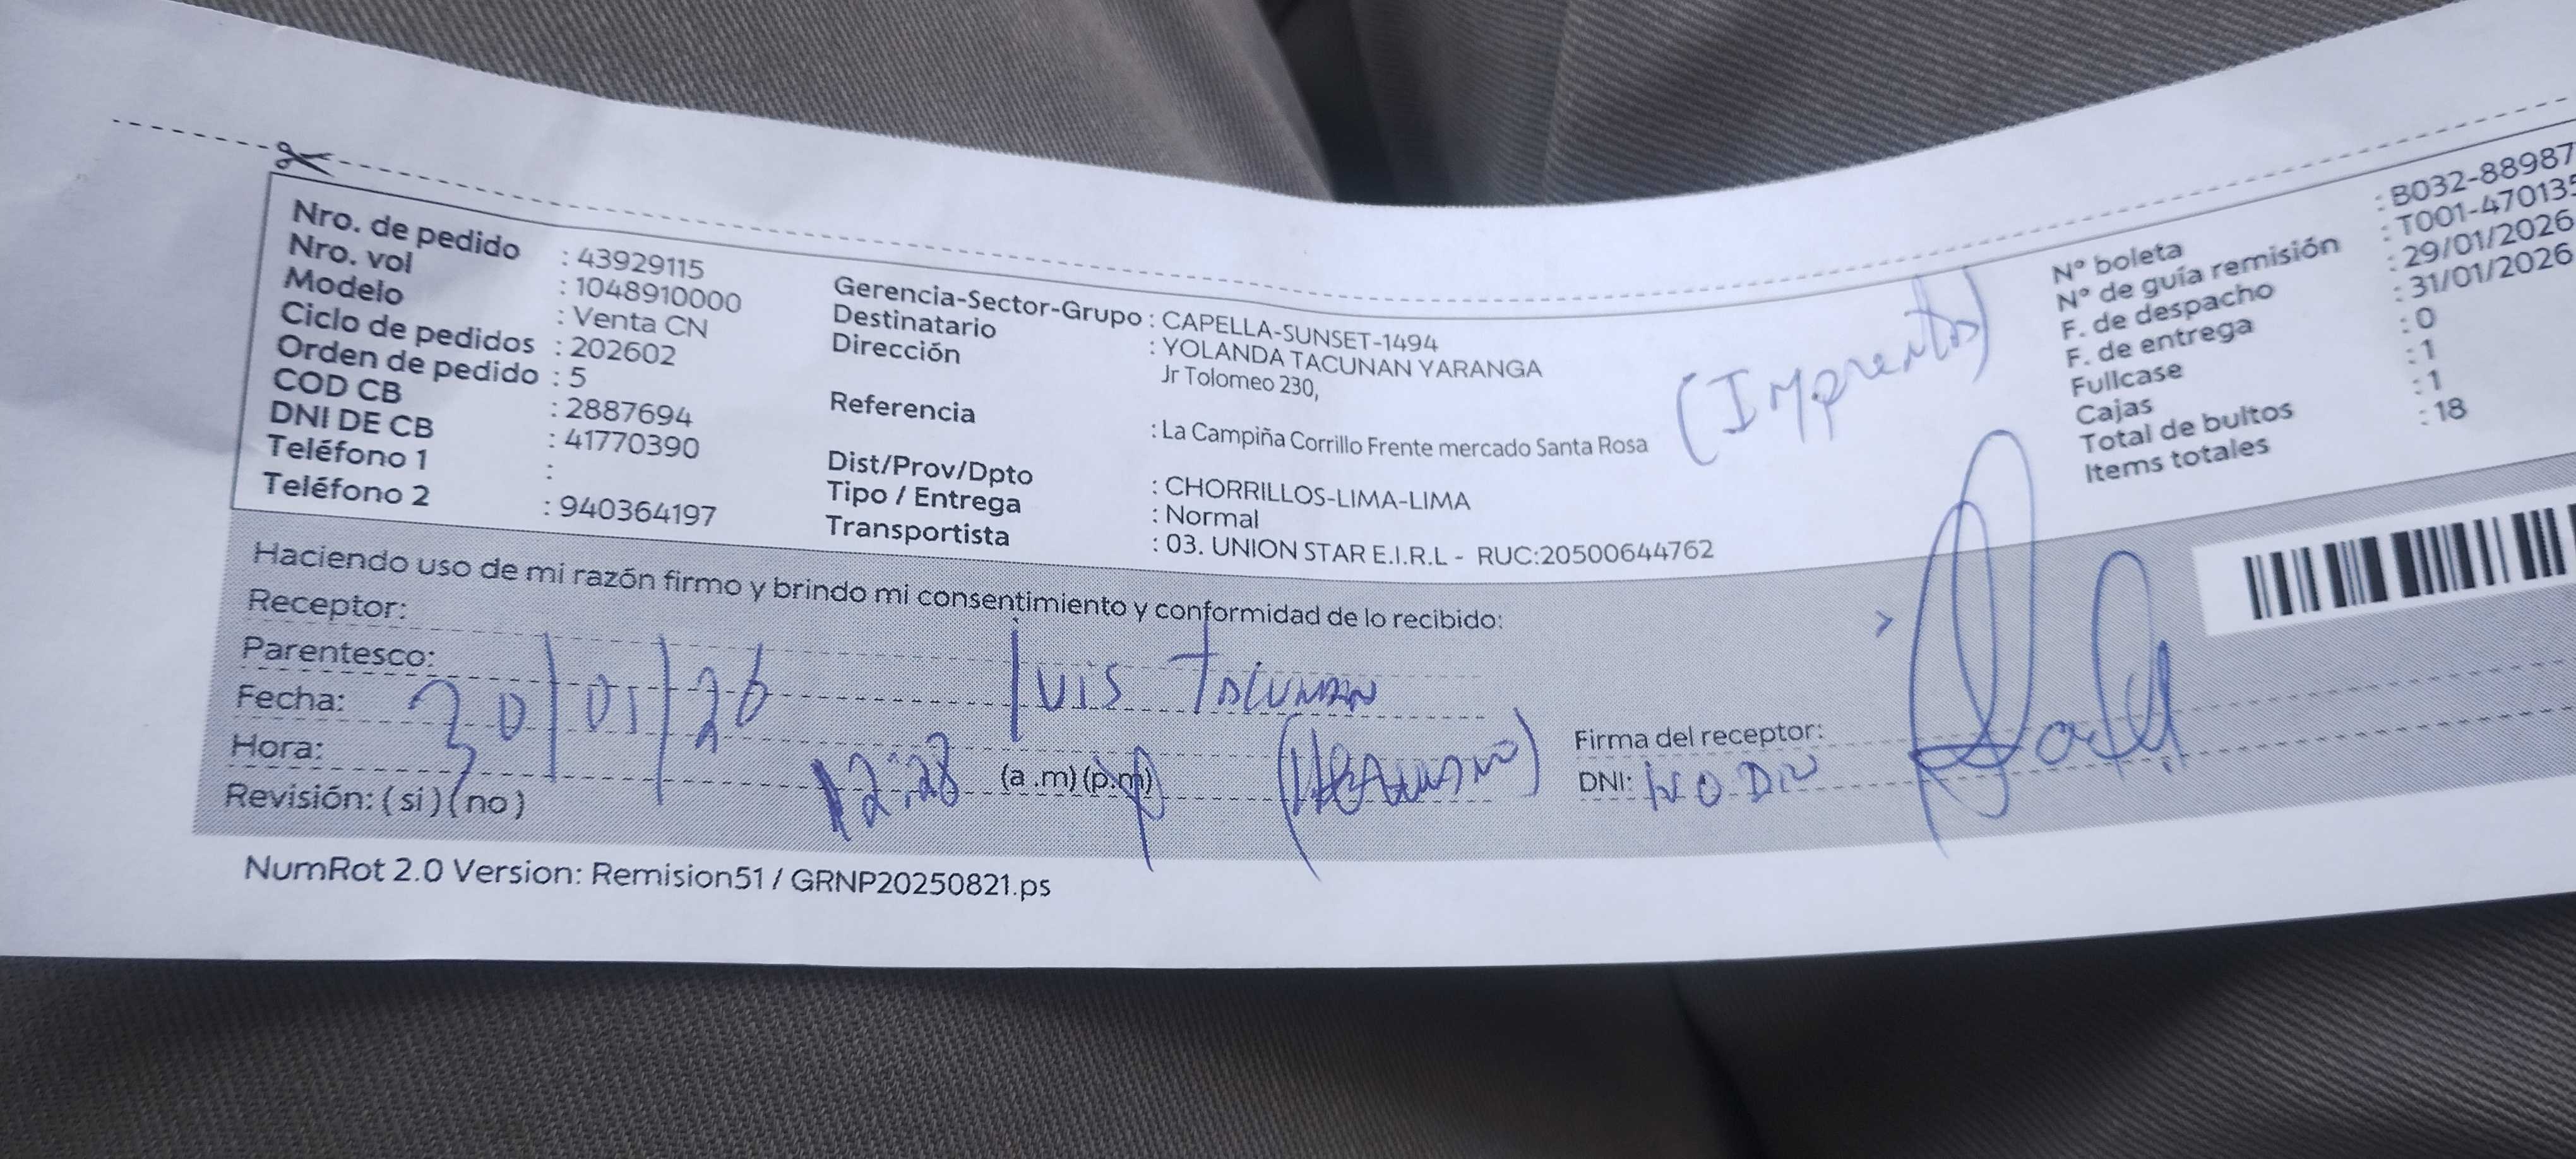 Nro. de pedido : 43929115
Nro. vol : 1048910000
Modelo : Venta CN
Ciclo de pedidos : 202602
Orden de pedido : 5
COD CB : 2887694
DNI DE CB : 41770390
Teléfono 1 :
Teléfono 2 : 940364197
Gerencia-Sector-Grupo : CAPELLA-SUNSET-1494
Destinatario : YOLANDA TACUNAN YARANGA
Dirección Jr Tolomeo 230,
Referencia : La Campiña Corrillo Frente mercado Santa Rosa
Dist/Prov/Dpto : CHORRILLOS-LIMA-LIMA
Tipo / Entrega : Normal
Transportista : 03. UNION STAR E.I.R.L - RUC:20500644762
(Imprenta)
N° boleta : B032-88987
N° de guía remisión : T001-470135
F. de despacho : 29/01/2026
F. de entrega : 31/01/2026
Fullcase : 0
Cajas : 1
Total de bultos : 1
Items totales : 18
Haciendo uso de mi razón firmo y brindo mi consentimiento y conformidad de lo recibido:
Receptor:
Parentesco: Luis Tacunan
Fecha: 30/01/26
Hora: 12:28 (a .m) (p.m) (Hermano)
Revisión: ( si ) ( no )
Firma del receptor:
DNI: NO DIO
NumRot 2.0 Version: Remision51 / GRNP20250821.ps